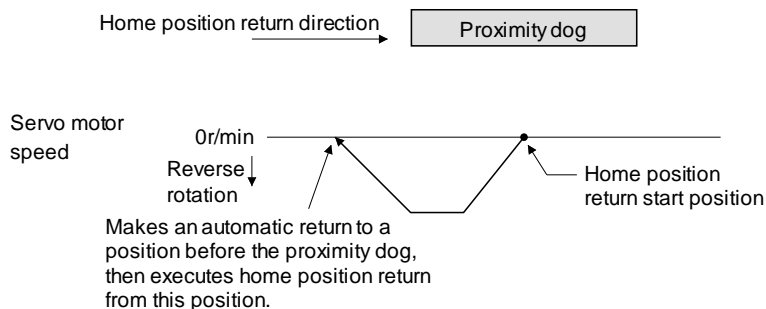 Home position return direction
Proximity dog
Servo motor
speed
0r/min
Reverse
rotation
Home position
return start position
Makes an automatic return to a
position before the proximity dog,
then executes home position return
from this position.